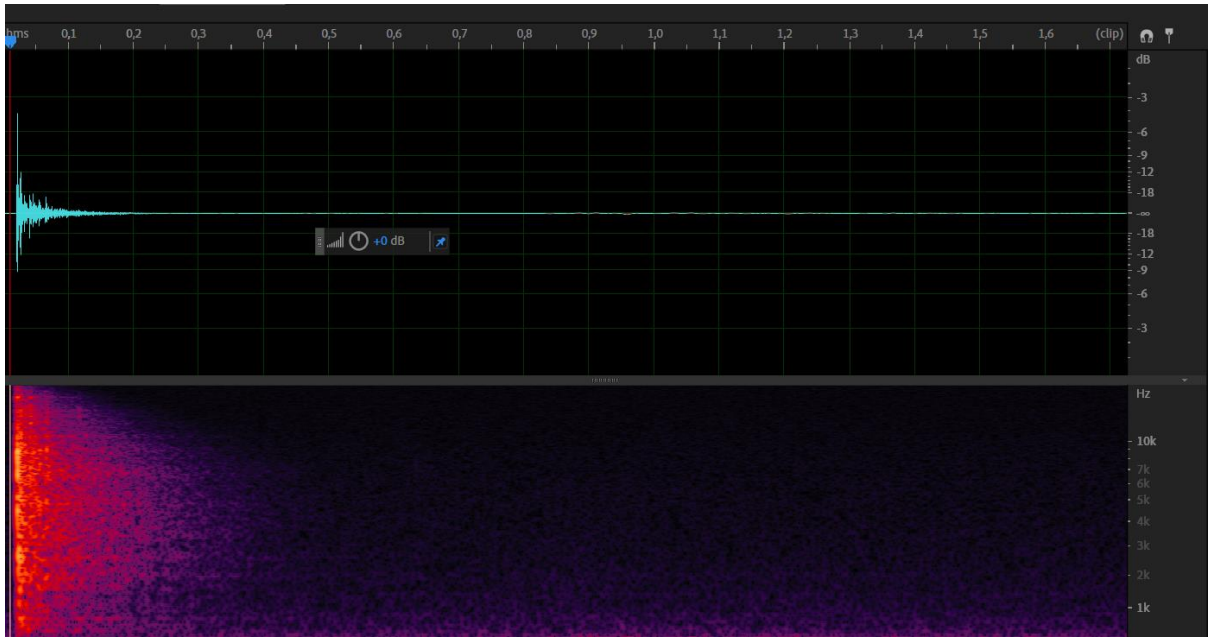 hms 0,1 0,2 0,3 0,4 0,5 0,6 0,7 0,8 0,9 1,0 1,1 1,2 1,3 1,4 1,5 1,6 (clip)
dB
-3
-6
-9
-12
-18
-∞
-18
-12
-9
-6
-3
+0 dB
Hz
10k
7k
6k
5k
4k
3k
2k
1k